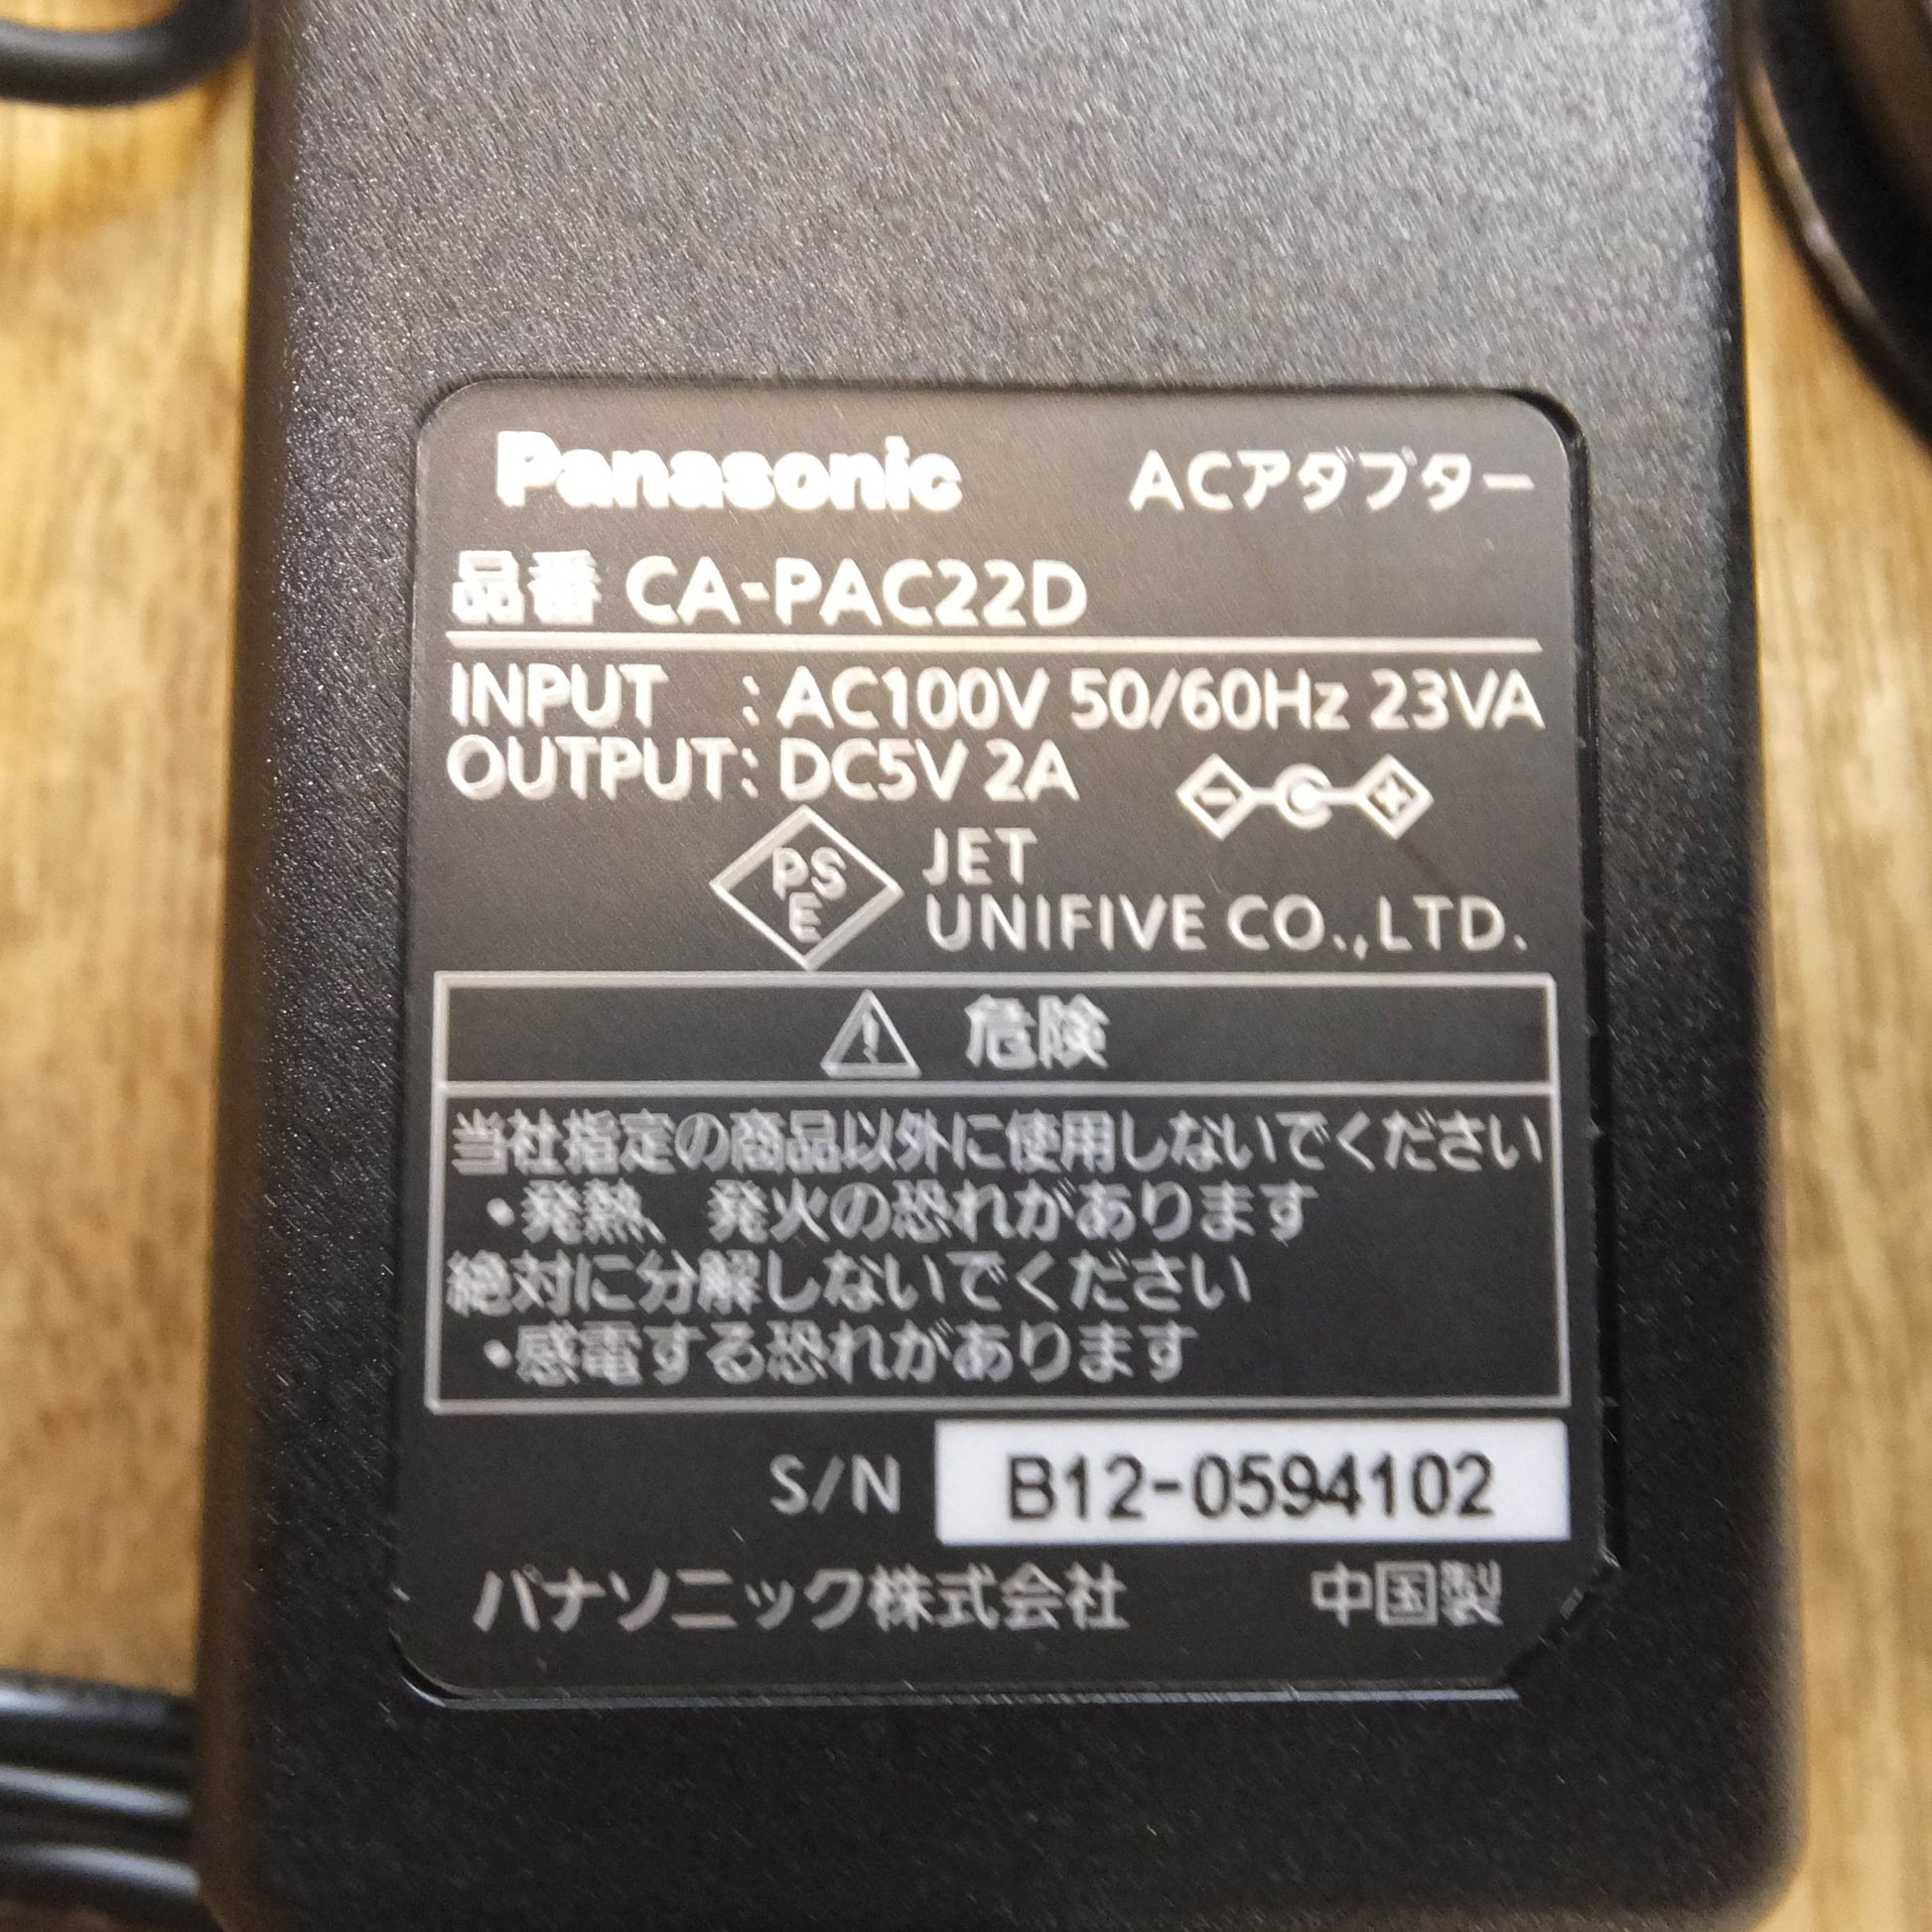 Panasonic ACアダプター
品番 CA-PAC22D
INPUT : AC100V 50/60Hz 23VA
OUTPUT: DC5V 2A
PSE
JET
UNIFIVE CO.,LTD.
危険
当社指定の商品以外に使用しないでください
・発熱、発火の恐れがあります
絶対に分解しないでください
・感電する恐れがあります
S/N B12-0594102
パナソニック株式会社 中国製